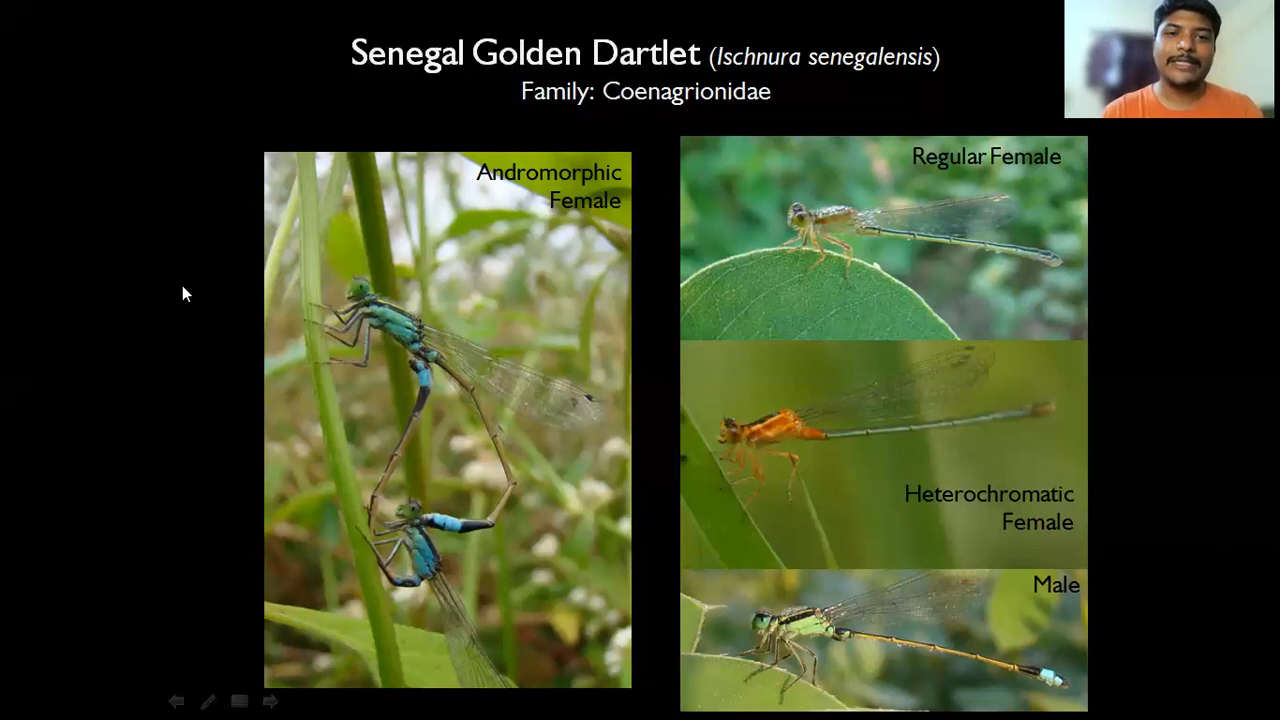 Senegal Golden Dartlet (Ischnura senegalensis)
Family: Coenagrionidae
Andromorphic
Female
Regular Female
Heterochromatic
Female
Male